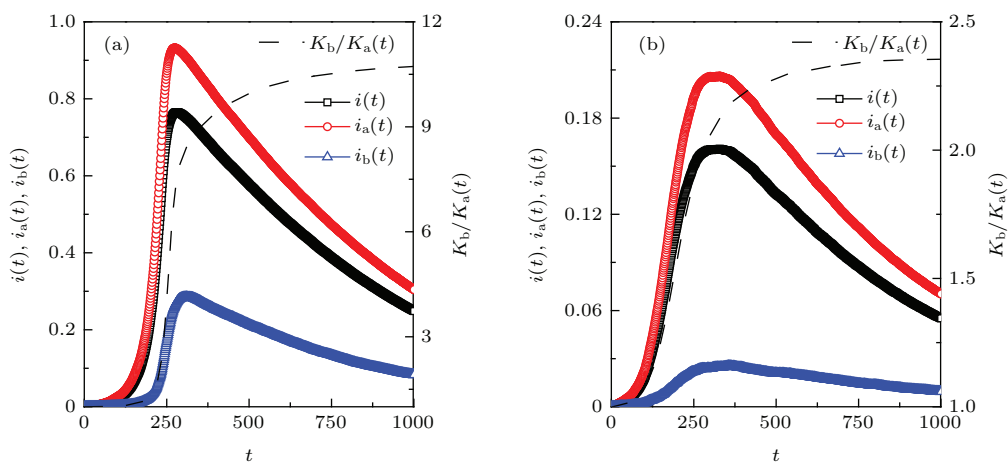 (a)
K_b/K_a(t)
i(t)
i_a(t)
i_b(t)
i(t), i_a(t), i_b(t)
1.0
0.8
0.6
0.4
0.2
0
12
9
6
3
K_b/K_a(t)
0 250 500 750 1000
t
(b)
K_b/K_a(t)
i(t)
i_a(t)
i_b(t)
i(t), i_a(t), i_b(t)
0.24
0.18
0.12
0.06
0
2.5
2.0
1.5
1.0
K_b/K_a(t)
0 250 500 750 1000
t